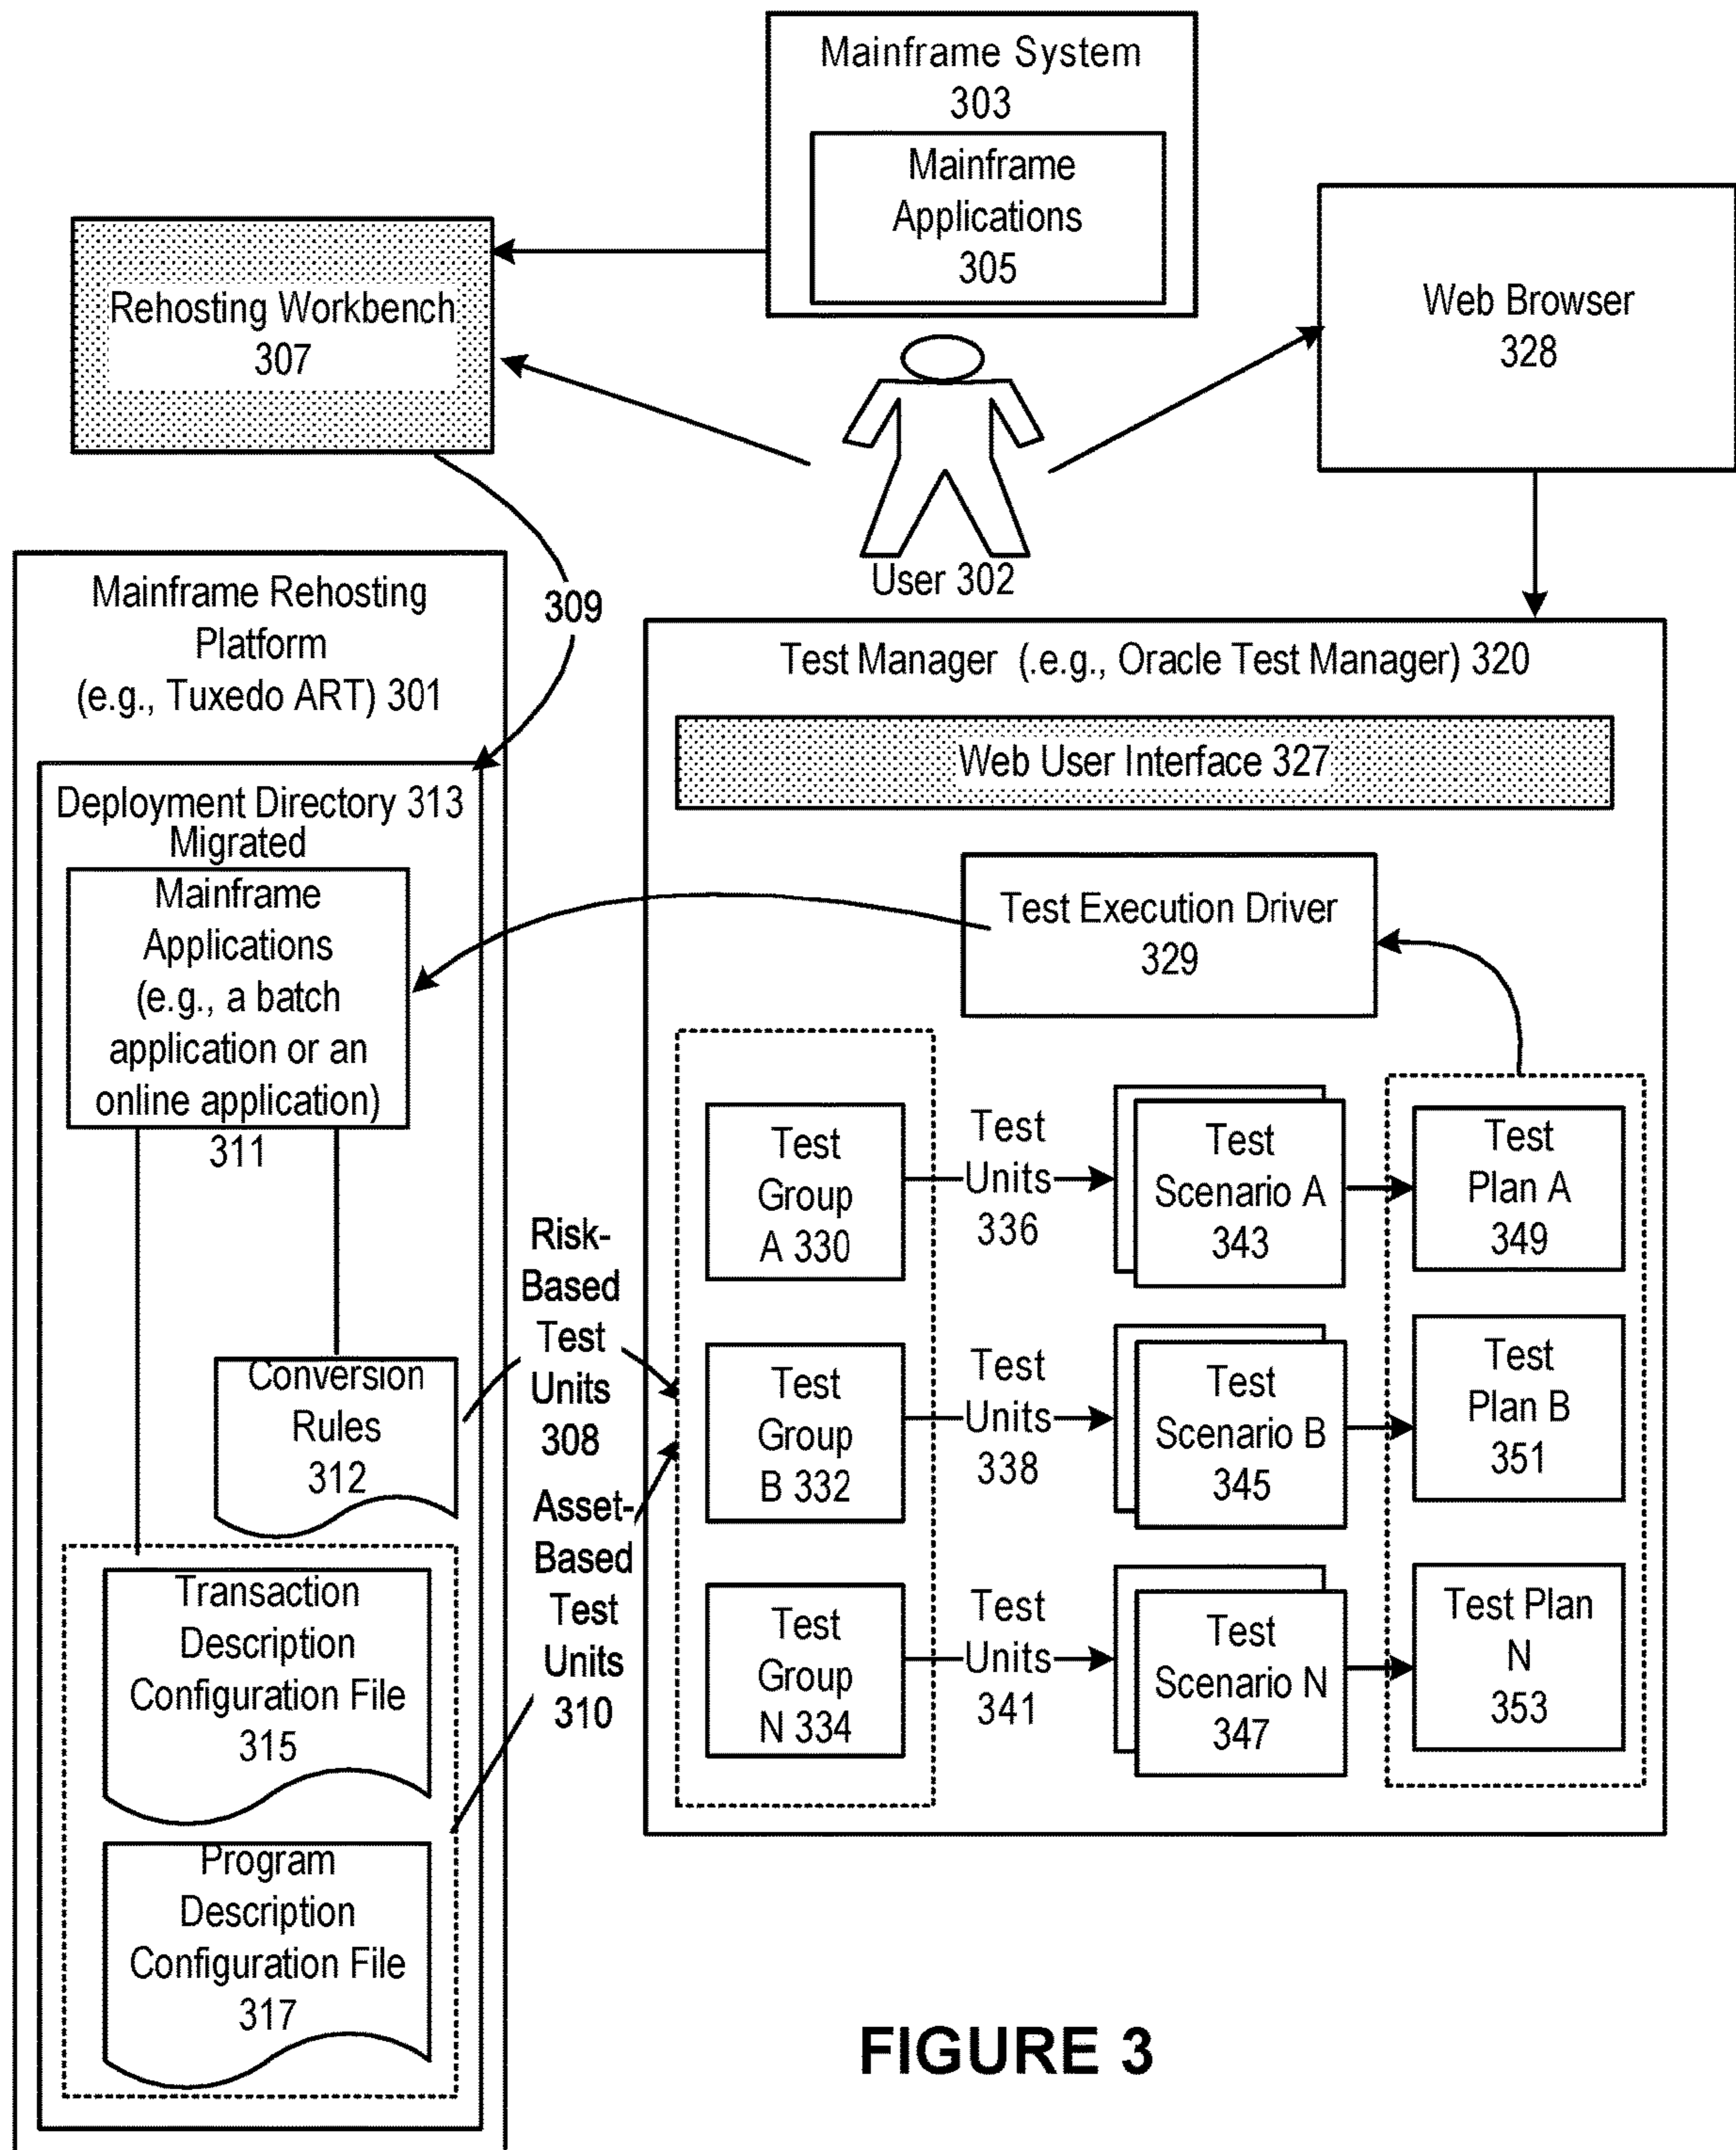 Mainframe System
303
Mainframe
Applications
305
Rehosting Workbench
307
Web Browser
328
User 302
309
Mainframe Rehosting
Platform
(e.g., Tuxedo ART) 301
Deployment Directory 313
Migrated
Mainframe
Applications
(e.g., a batch
application or an
online application)
311
Conversion
Rules
312
Transaction
Description
Configuration File
315
Program
Description
Configuration File
317
Risk-
Based
Test
Units
308
Asset-
Based
Test
Units
310
Test Manager (.e.g., Oracle Test Manager) 320
Web User Interface 327
Test Execution Driver
329
Test
Group
A 330
Test
Units
336
Test
Scenario A
343
Test
Plan A
349
Test
Group
B 332
Test
Units
338
Test
Scenario B
345
Test
Plan B
351
Test
Group
N 334
Test
Units
341
Test
Scenario N
347
Test Plan
N
353
FIGURE 3